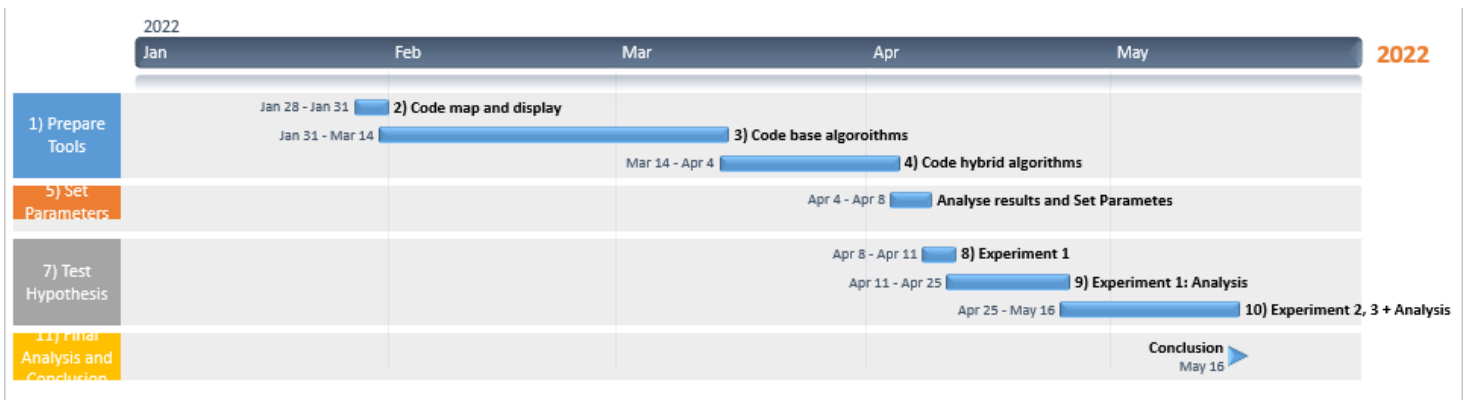 2022
Jan Feb Mar Apr May 2022
1) Prepare
Tools
Jan 28 - Jan 31 2) Code map and display
Jan 31 - Mar 14 3) Code base algoroithms
Mar 14 - Apr 4 4) Code hybrid algorithms
5) Set
Parameters
Apr 4 - Apr 8 Analyse results and Set Parametes
7) Test
Hypothesis
Apr 8 - Apr 11 8) Experiment 1
Apr 11 - Apr 25 9) Experiment 1: Analysis
Apr 25 - May 16 10) Experiment 2, 3 + Analysis
11) Final
Analysis and
Conclusion
Conclusion
May 16